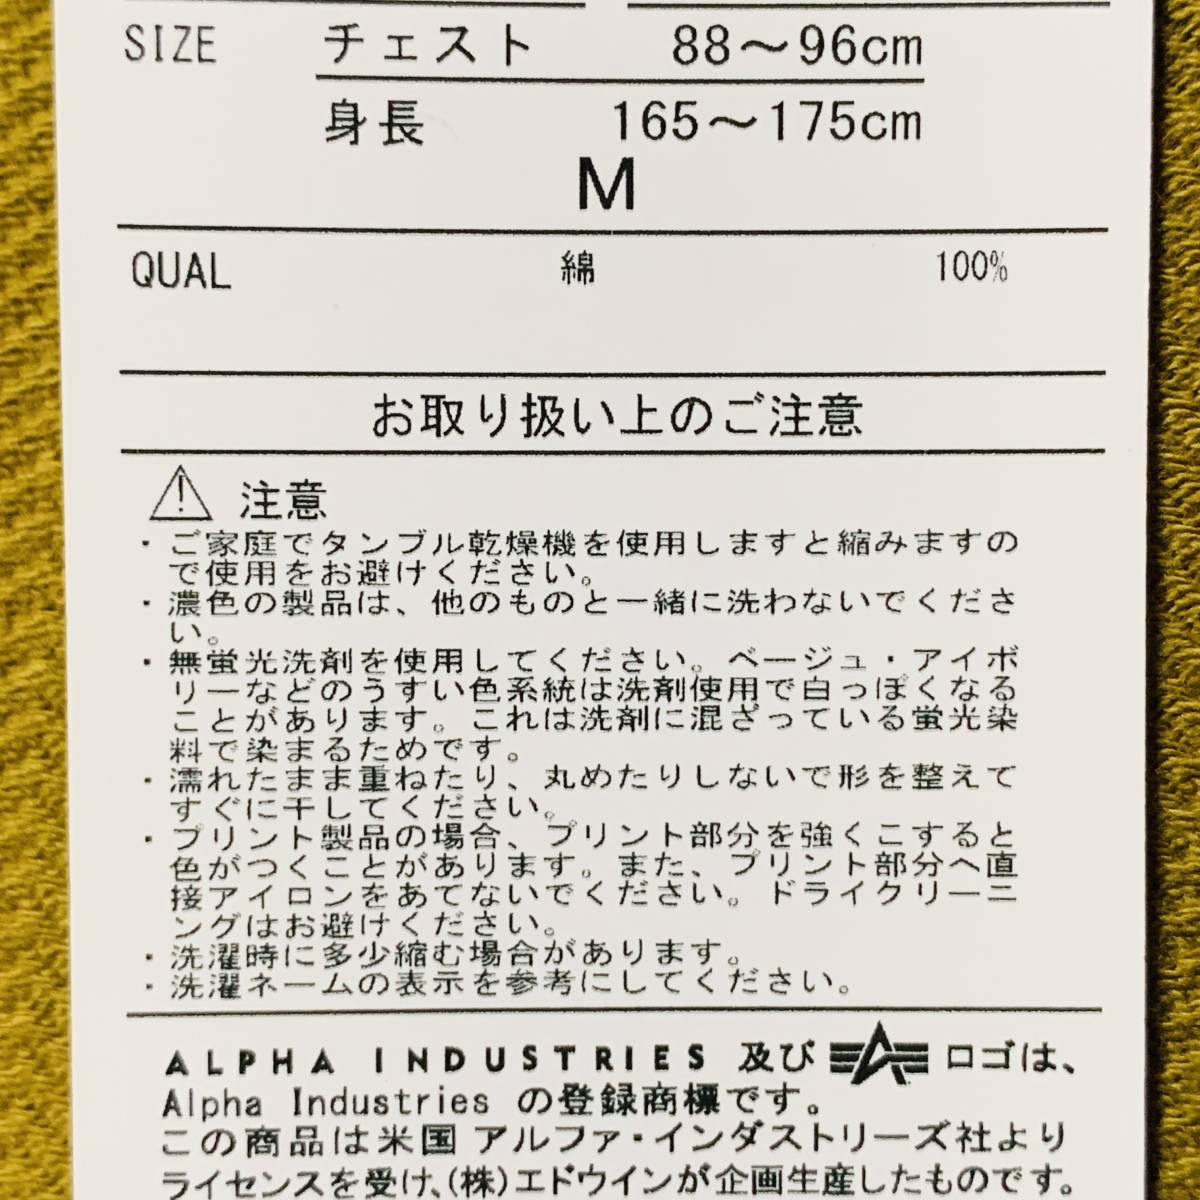 SIZE チェスト 88～96cm
身長 165～175cm
M
QUAL 綿 100%
お取り扱い上のご注意
注意
・ご家庭でタンブル乾燥機を使用しますと縮みますの
で使用をお避けください。
・濃色の製品は、他のものと一緒に洗わないでくださ
い。
・無蛍光洗剤を使用してください。ベージュ・アイボ
リーなどのうすい色系統は洗剤使用で白っぽくなる
ことがあります。これは洗剤に混ざっている蛍光染
料で染まるためです。
・濡れたまま重ねたり、丸めたりしないで形を整えて
すぐに干してください。
・プリント製品の場合、プリント部分を強くこすると
色がつくことがあります。また、プリント部分へ直
接アイロンをあてないでください。ドライクリーニ
ングはお避けください。
・洗濯時に多少縮む場合があります。
・洗濯ネームの表示を参考にしてください。
ALPHA INDUSTRIES 及び ロゴは、
Alpha Industries の登録商標です。
この商品は米国 アルファ・インダストリーズ社より
ライセンスを受け、(株)エドウインが企画生産したものです。